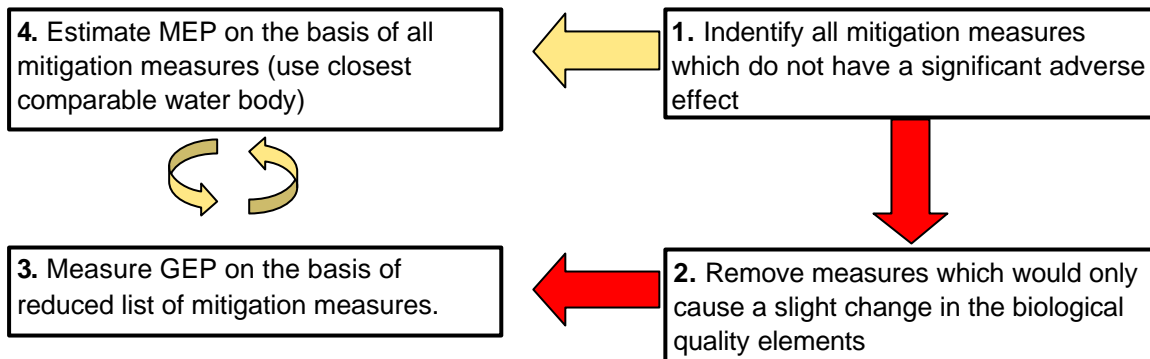 4. Estimate MEP on the basis of all
mitigation measures (use closest
comparable water body)
1. Indentify all mitigation measures
which do not have a significant adverse
effect
3. Measure GEP on the basis of
reduced list of mitigation measures.
2. Remove measures which would only
cause a slight change in the biological
quality elements